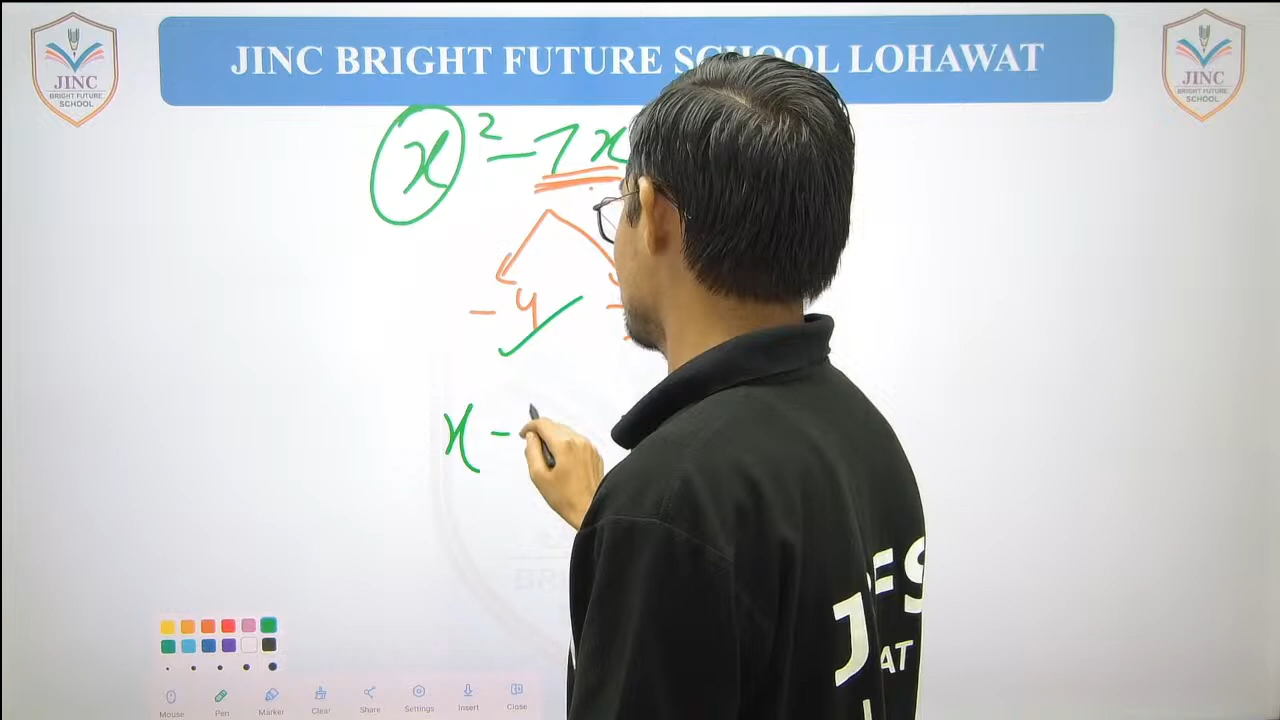 JINC BRIGHT FUTURE SCHOOL LOHAWAT
JINC
BRIGHT FUTURE
SCHOOL
JINC
BRIGHT FUTURE
SCHOOL
x² - 7x
- 4
-
x -
AT
Mouse
Pen
Marker
Clear
Share
Settings
Insert
Close